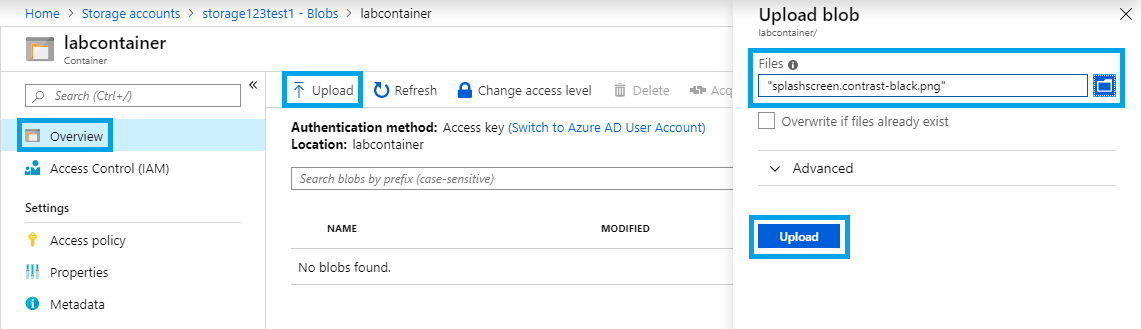 Home > Storage accounts > storage123test1 - Blobs > labcontainer
labcontainer
Container
«
Search (Ctrl+/)
Overview
Access Control (IAM)
Settings
Access policy
Properties
Metadata
Upload Refresh Change access level Delete
Authentication method: Access key (Switch to Azure AD User Account)
Location: labcontainer
Search blobs by prefix (case-sensitive)
NAME MODIFIED
No blobs found.
Upload blob
labcontainer/
Files
"splashscreen.contrast-black.png"
Overwrite if files already exist
Advanced
Upload